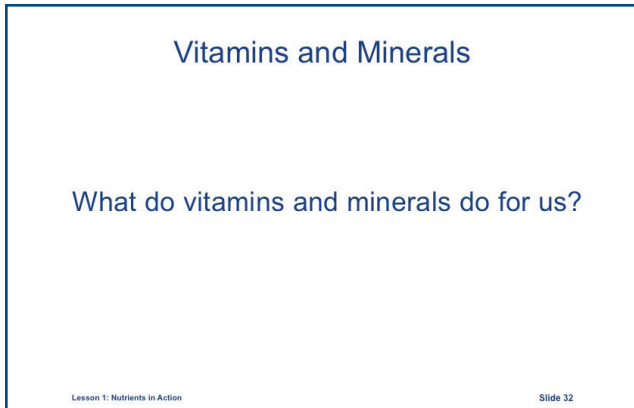 Vitamins and Minerals
What do vitamins and minerals do for us?
Lesson 1: Nutrients in Action
Slide 32